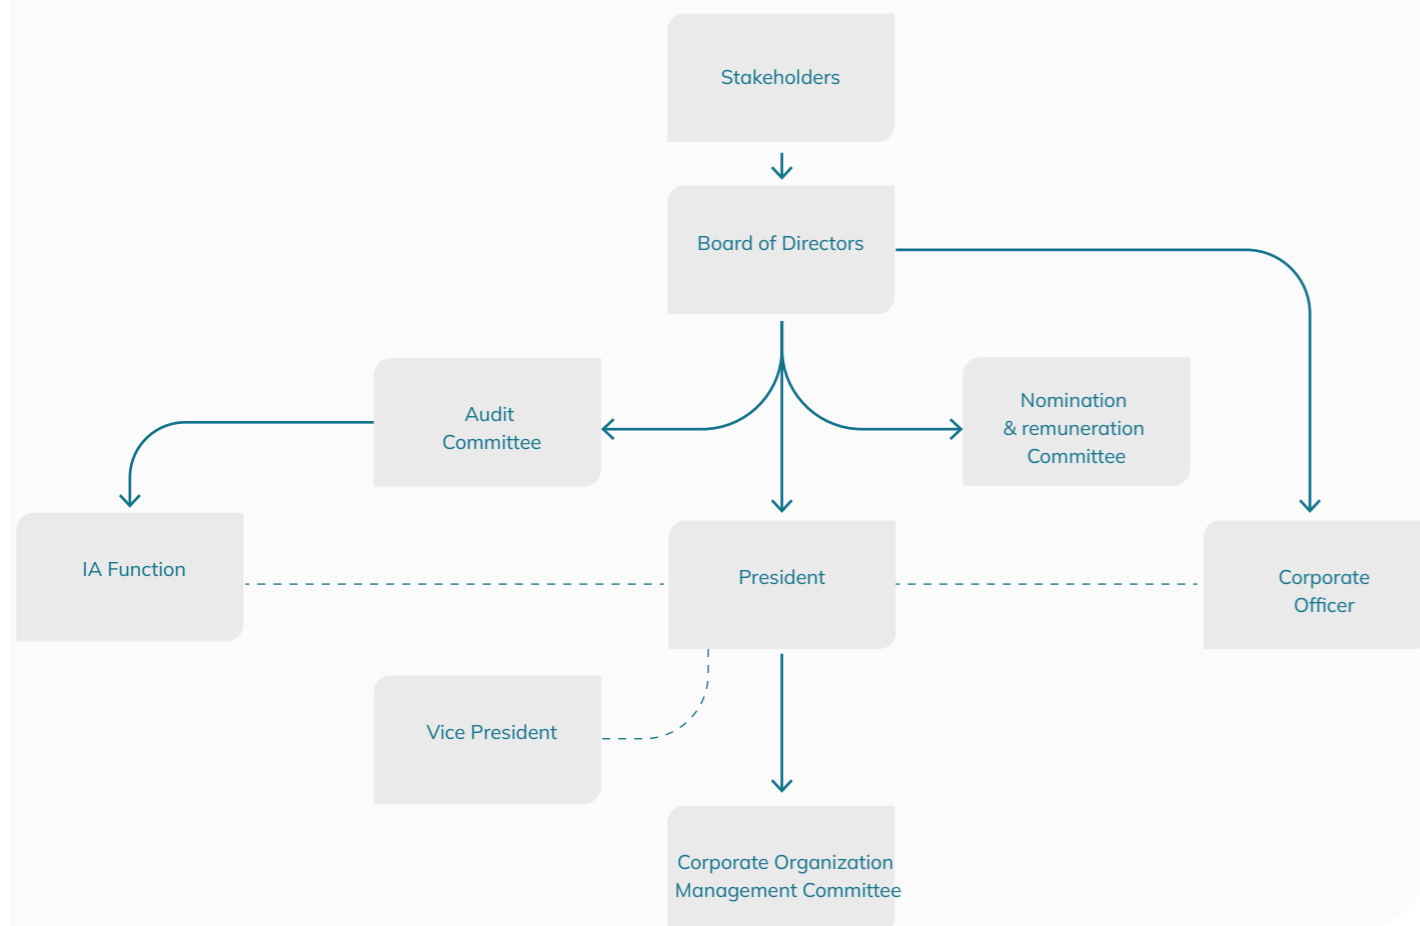 Stakeholders
Board of Directors
Audit
Committee
Nomination
& remuneration
Committee
IA Function
President
Corporate
Officer
Vice President
Corporate Organization
Management Committee